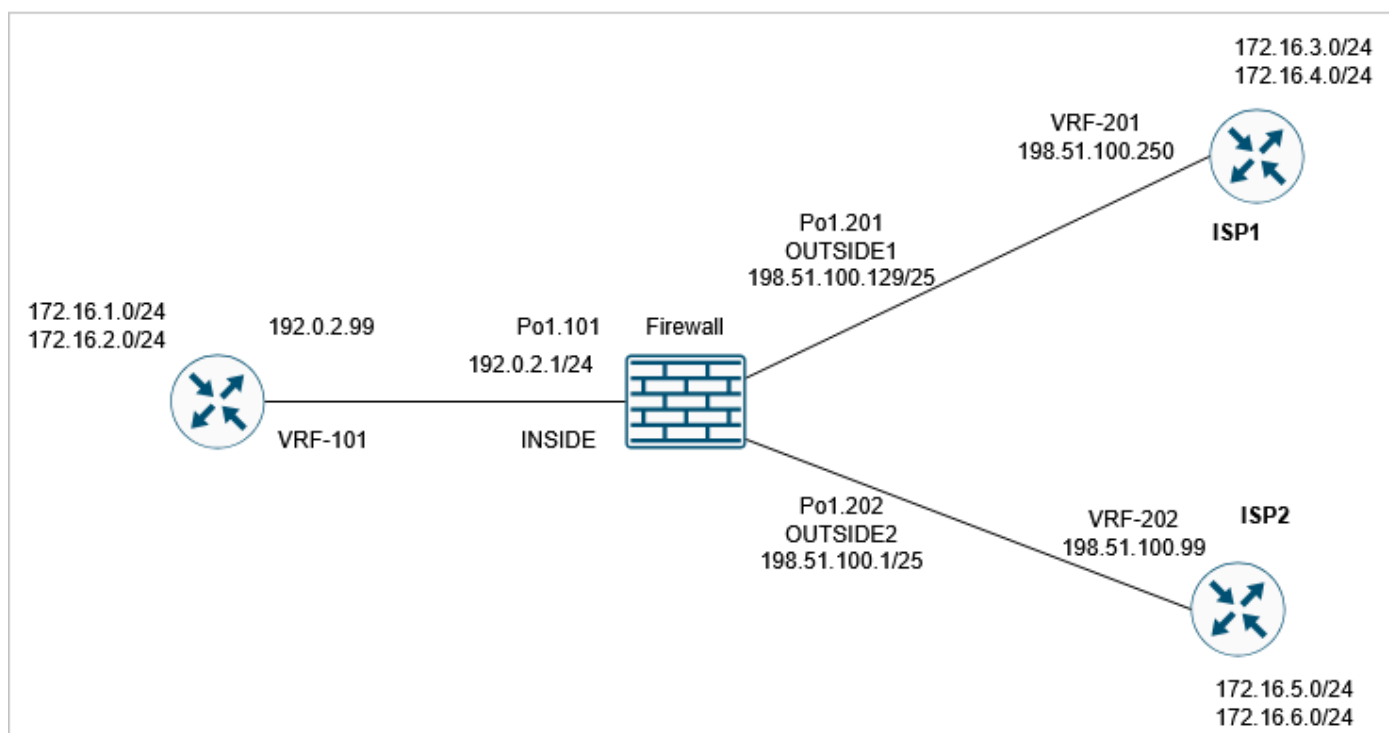 172.16.3.0/24
172.16.4.0/24
VRF-201
198.51.100.250
ISP1
Po1.201
OUTSIDE1
198.51.100.129/25
172.16.1.0/24
172.16.2.0/24
192.0.2.99
VRF-101
Po1.101
192.0.2.1/24
INSIDE
Firewall
Po1.202
OUTSIDE2
198.51.100.1/25
VRF-202
198.51.100.99
ISP2
172.16.5.0/24
172.16.6.0/24